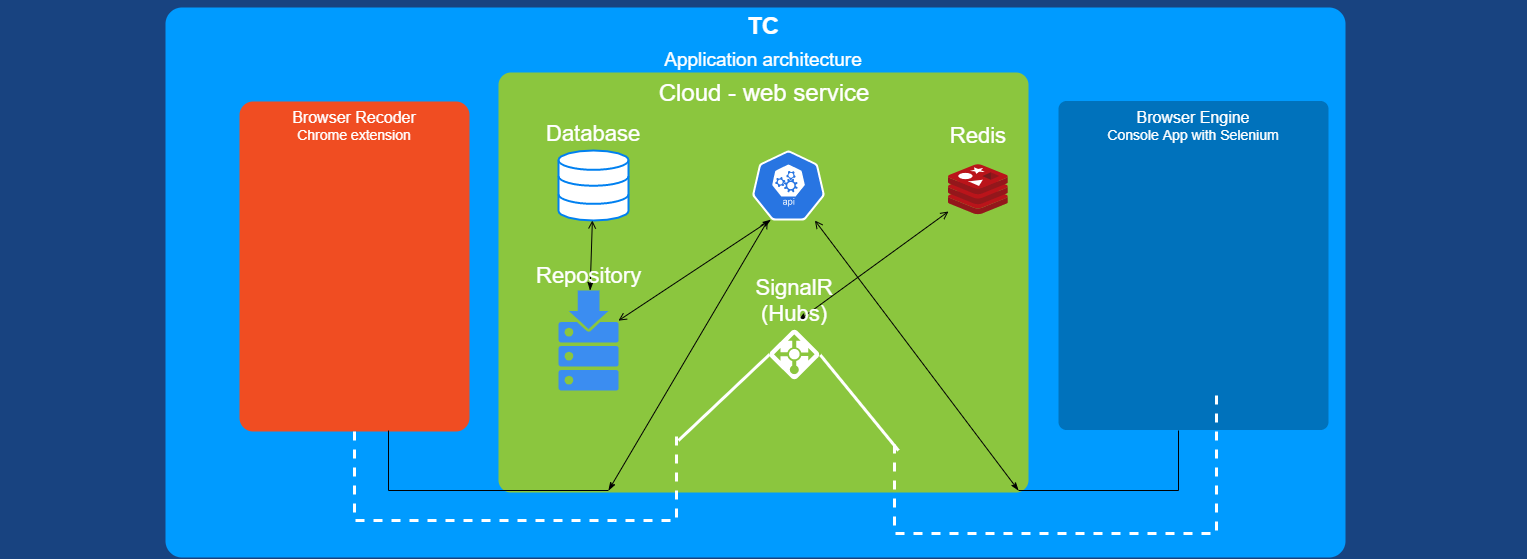 TC
Application architecture
Cloud - web service
Browser Recoder
Chrome extension
Database
api
Redis
Repository
SignalR
(Hubs)
Browser Engine
Console App with Selenium